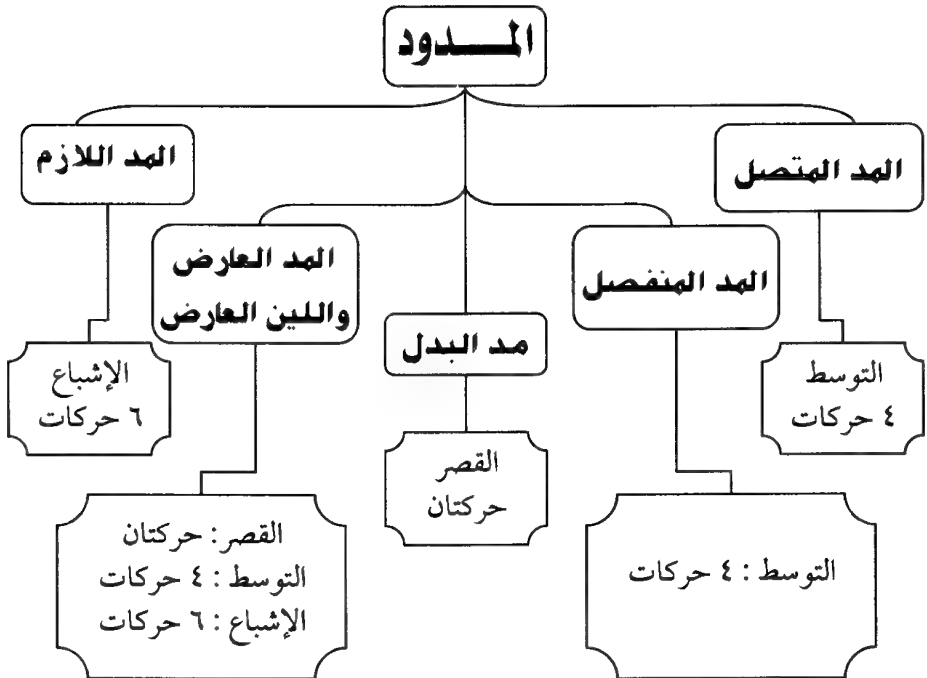 المـــدود
المد المتصل
التوسط
٤ حركات
المد المنفصل
التوسط : ٤ حركات
مد البدل
القصر
حركتان
المد العارض
واللين العارض
القصر : حركتان
التوسط : ٤ حركات
الإشباع : ٦ حركات
المد اللازم
الإشباع
٦ حركات